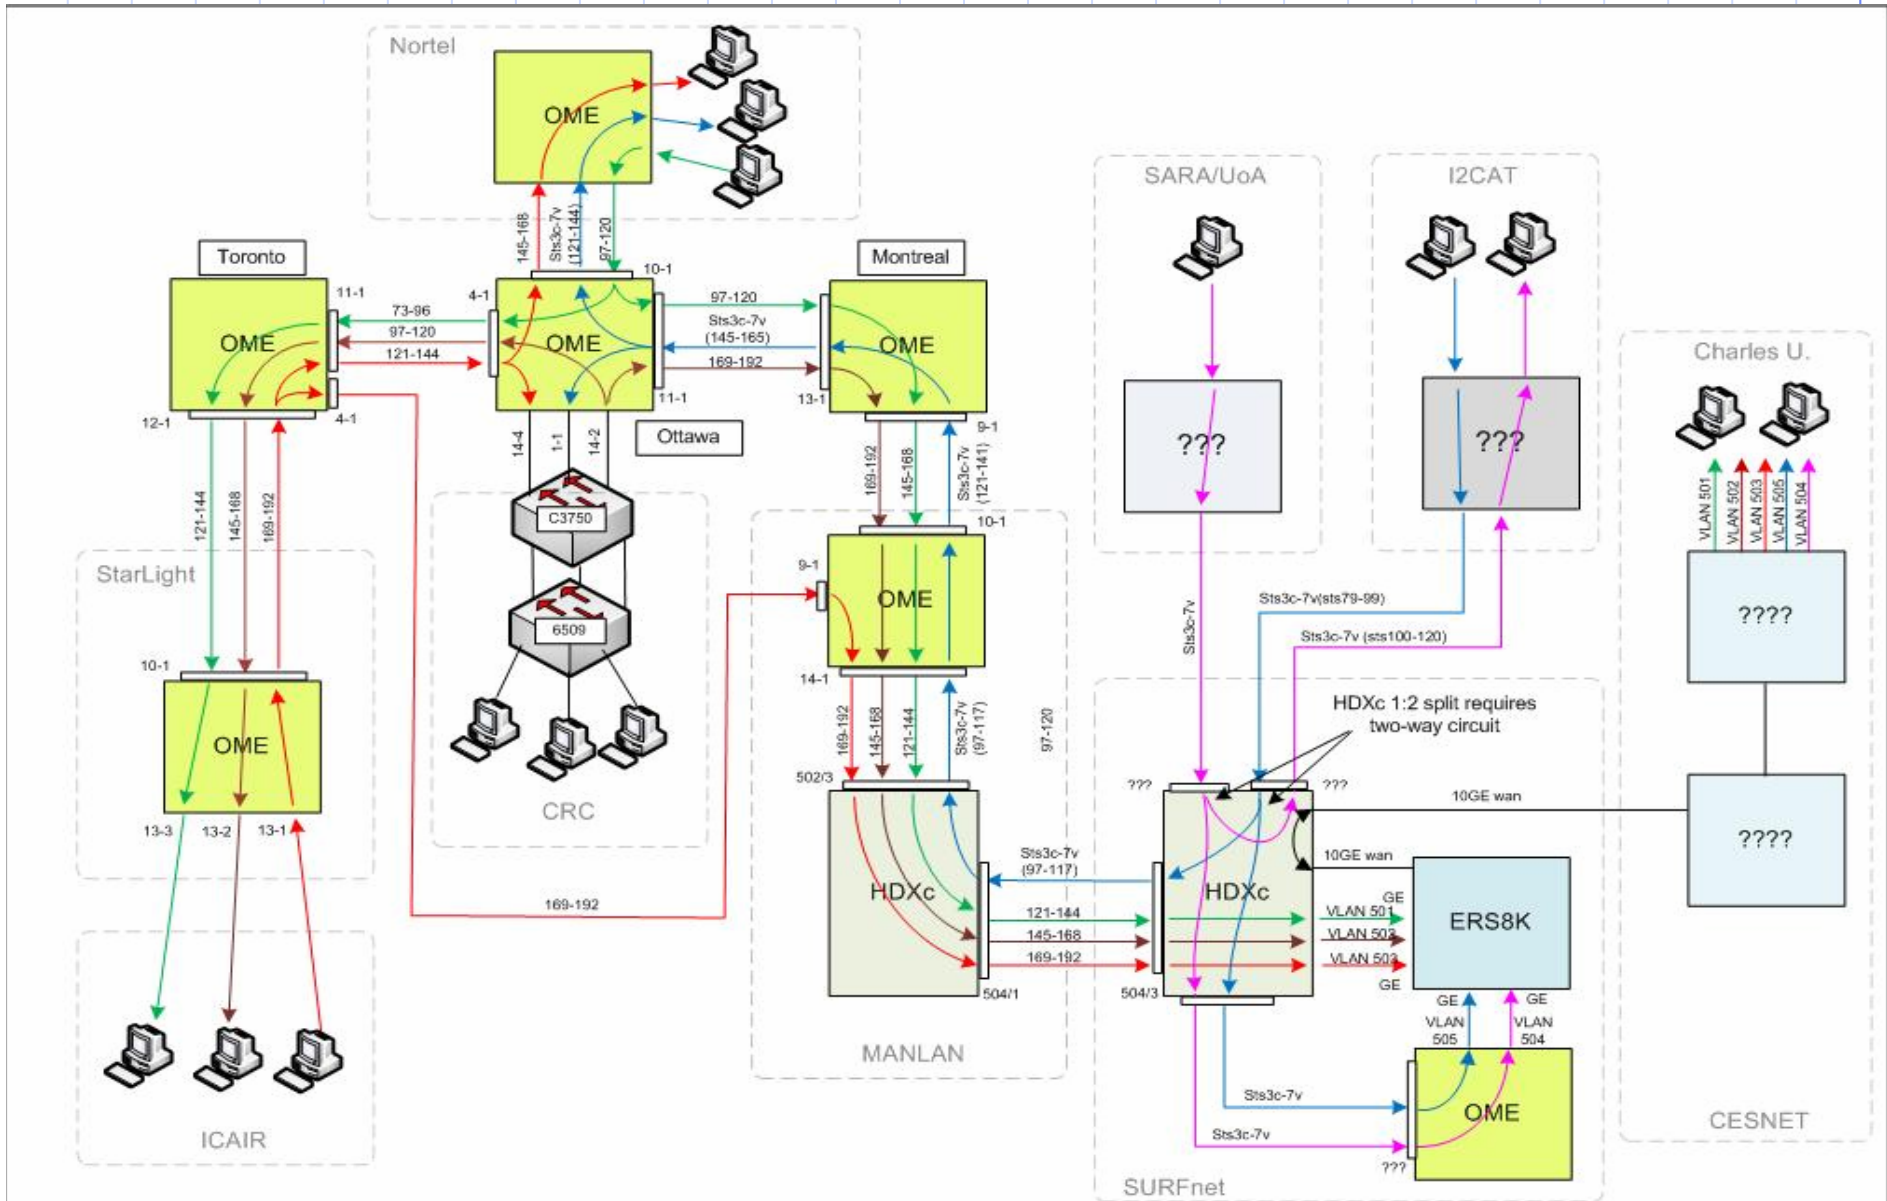 Nortel
OME
145-168
Sts3c-7v
(121-144)
97-120
10-1
Toronto
11-1
4-1
OME
73-96
97-120
121-144
12-1
4-1
OME
11-1
Ottawa
14-4
1-1
14-2
97-120
Sts3c-7v
(145-165)
169-192
Montreal
OME
13-1
9-1
169-192
145-168
Sts3c-7v
(121-141)
121-144
145-168
169-192
StarLight
10-1
OME
13-3
13-2
13-1
ICAIR
C3750
6509
CRC
169-192
10-1
9-1
OME
14-1
169-192
145-168
121-144
Sts3c-7v
(97-117)
97-120
502/3
HDXc
504/1
MANLAN
Sts3c-7v
(97-117)
121-144
145-168
169-192
SARA/UoA
???
Sts3c-7v
I2CAT
???
Sts3c-7v(sts79-99)
Sts3c-7v (sts100-120)
HDXc 1:2 split requires
two-way circuit
???
???
HDXc
504/3
10GE wan
10GE wan
GE
VLAN 501
VLAN 502
VLAN 503
GE
ERS8K
GE
VLAN
505
GE
VLAN
504
Sts3c-7v
Sts3c-7v
OME
???
SURFnet
Charles U.
VLAN 501
VLAN 502
VLAN 503
VLAN 505
VLAN 504
????
????
CESNET